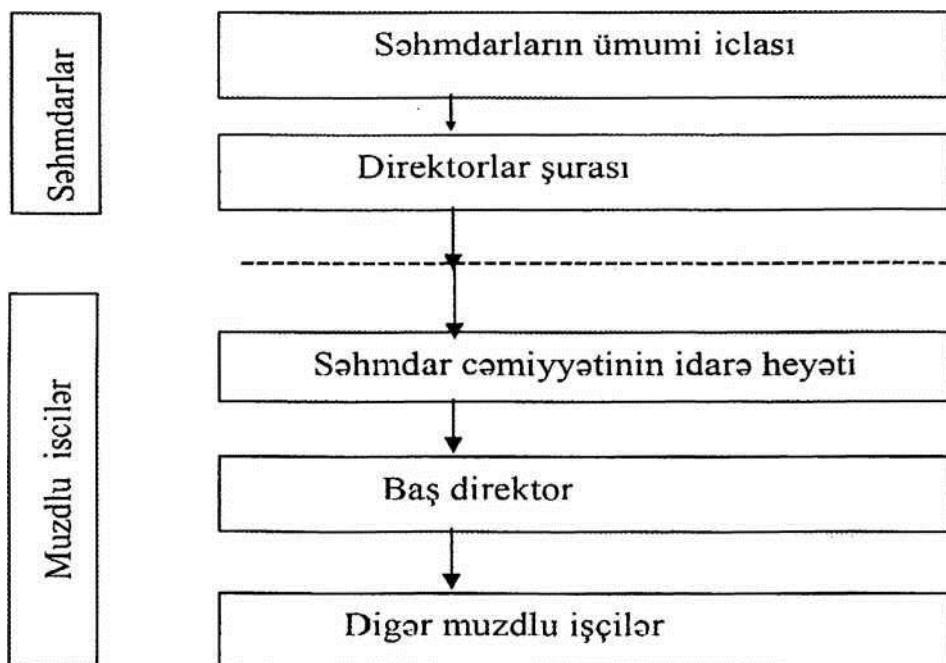 Səhmdarlar
Səhmdarların ümumi iclası
Direktorlar şurası
Muzdlu iscilər
Səhmdar cəmiyyətinin idarə heyəti
Baş direktor
Digər muzdlu işçilər